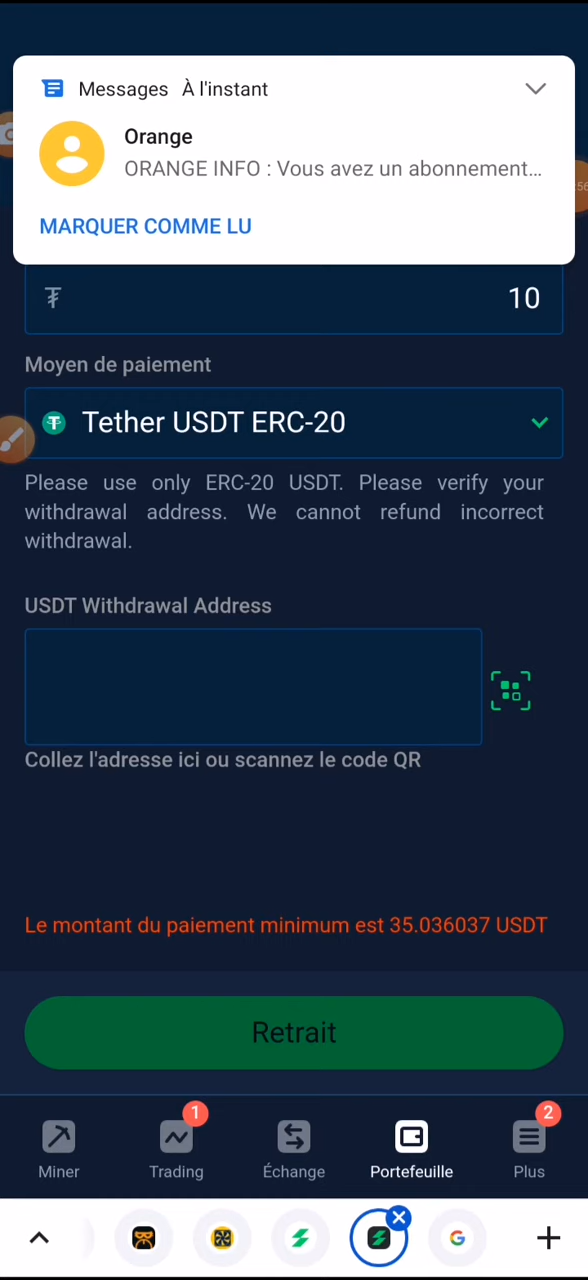 Messages À l'instant
Orange
ORANGE INFO : Vous avez un abonnement...
MARQUER COMME LU
:56
₮ 10
Moyen de paiement
Tether USDT ERC-20
Please use only ERC-20 USDT. Please verify your
withdrawal address. We cannot refund incorrect
withdrawal.
USDT Withdrawal Address
Collez l'adresse ici ou scannez le code QR
Le montant du paiement minimum est 35.036037 USDT
Retrait
1 2
Miner Trading Échange Portefeuille Plus